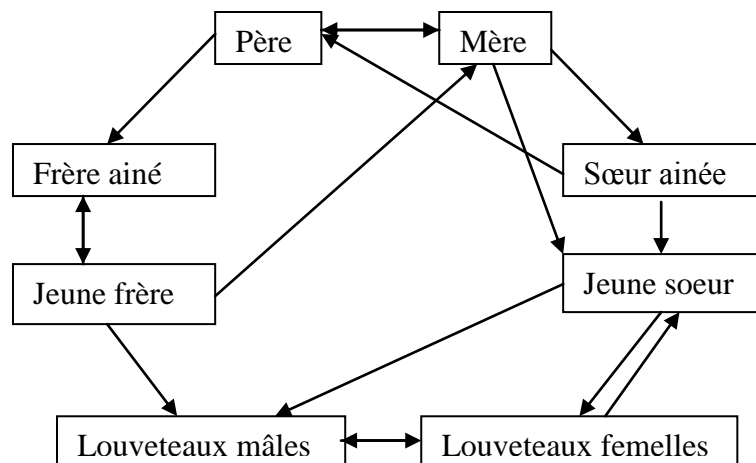 Père
Mère
Frère ainé
Sœur ainée
Jeune frère
Jeune soeur
Louveteaux mâles
Louveteaux femelles